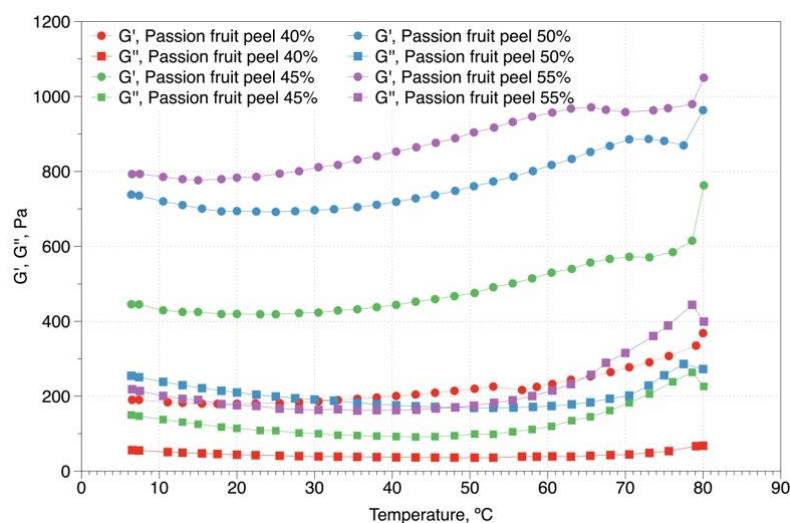 1200
G', Passion fruit peel 40% G', Passion fruit peel 50%
G", Passion fruit peel 40% G", Passion fruit peel 50%
G', Passion fruit peel 45% G', Passion fruit peel 55%
G", Passion fruit peel 45% G", Passion fruit peel 55%
1000
800
600
400
200
0
G', G", Pa
0 10 20 30 40 50 60 70 80 90
Temperature, ºC